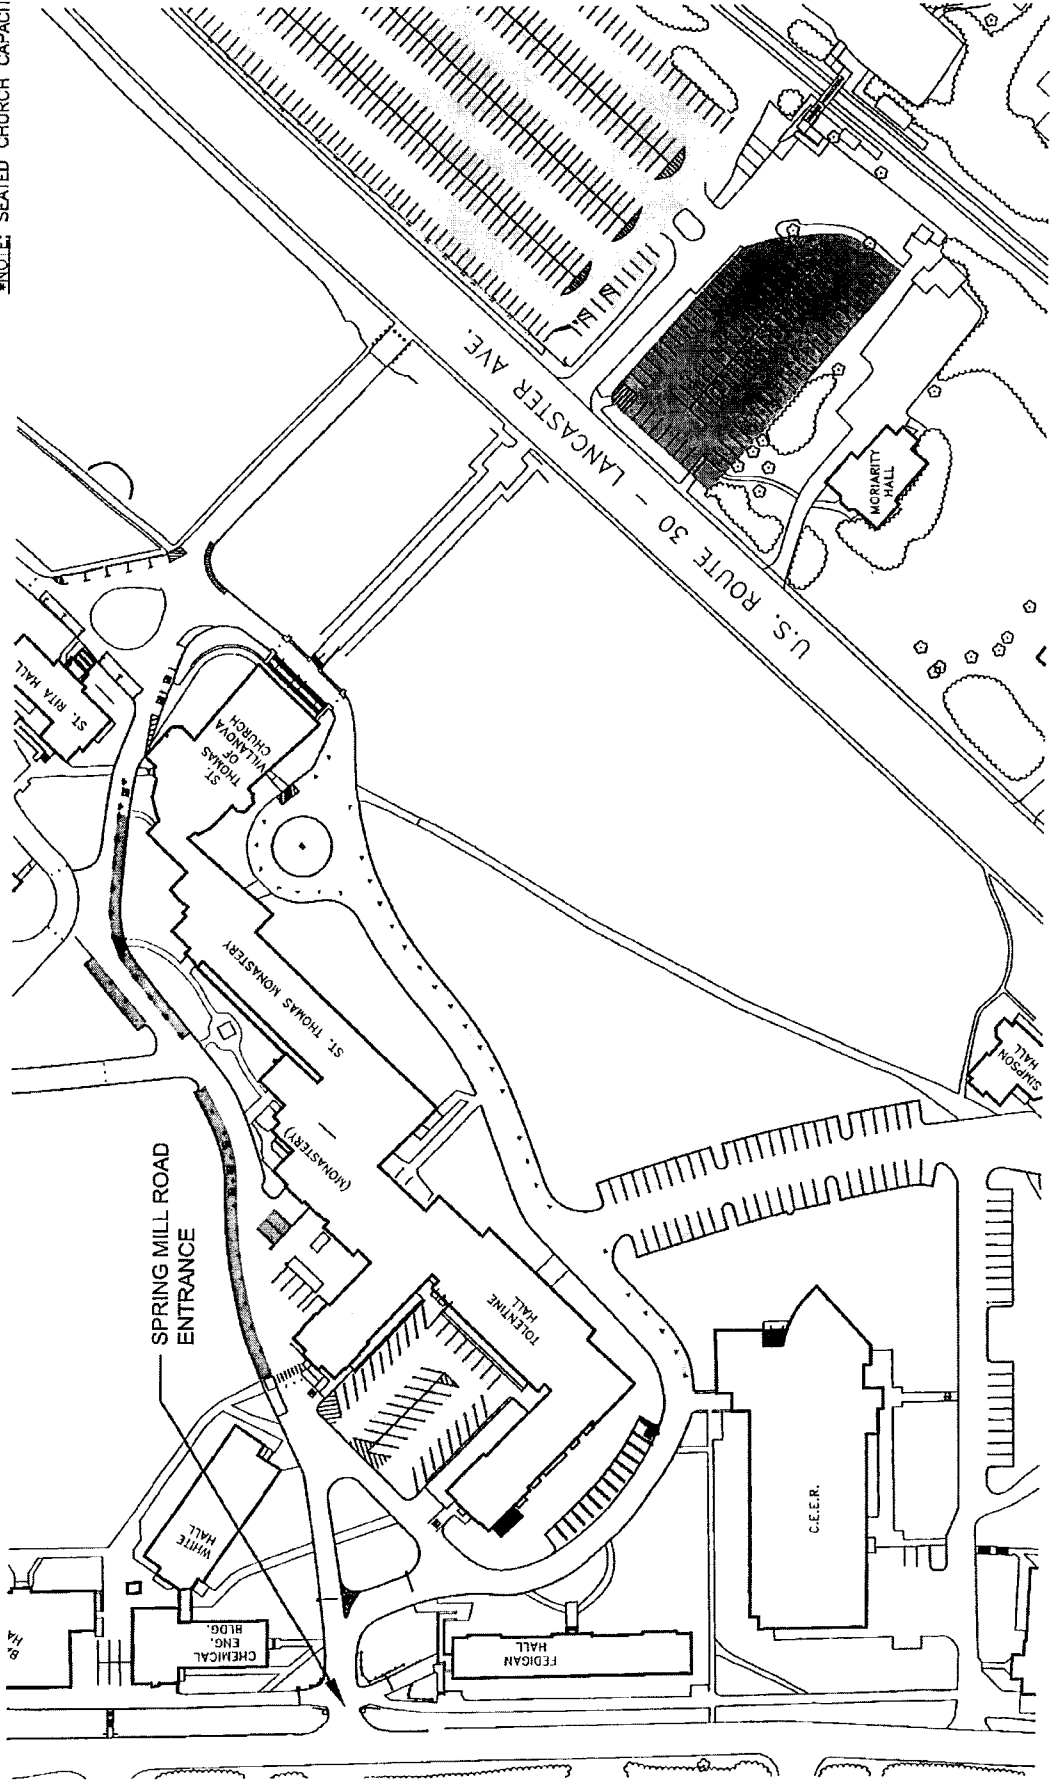 *NOTE: SEATED CHURCH
ST. RITA HALL
ST.
THOMAS
OF
VILLANOVA
CHURCH
U.S. ROUTE 30 - LANCASTER AVE.
MORIARITY
HALL
ST. THOMAS MONASTERY
(MONASTERY)
SIMPSON
HALL
SPRING MILL ROAD
ENTRANCE
TOLENTINE
HALL
WHITE
HALL
CHEMICAL
ENG.
BLDG.
FEDIGAN
HALL
C.E.E.R.